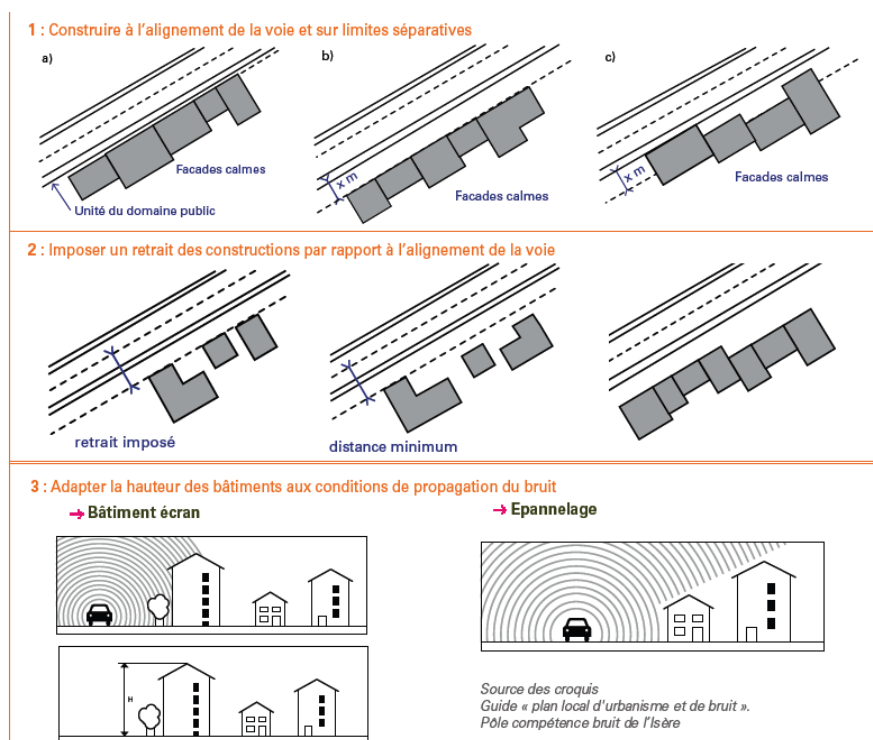 1 : Construire à l'alignement de la voie et sur limites séparatives
a)
b)
c)
Facades calmes
Unité du domaine public
x m
Facades calmes
x m
Facades calmes
2 : Imposer un retrait des constructions par rapport à l'alignement de la voie
retrait imposé
distance minimum
3 : Adapter la hauteur des bâtiments aux conditions de propagation du bruit
→ Bâtiment écran
→ Epannelage
H
Source des croquis
Guide « plan local d'urbanisme et de bruit ».
Pôle compétence bruit de l'Isère